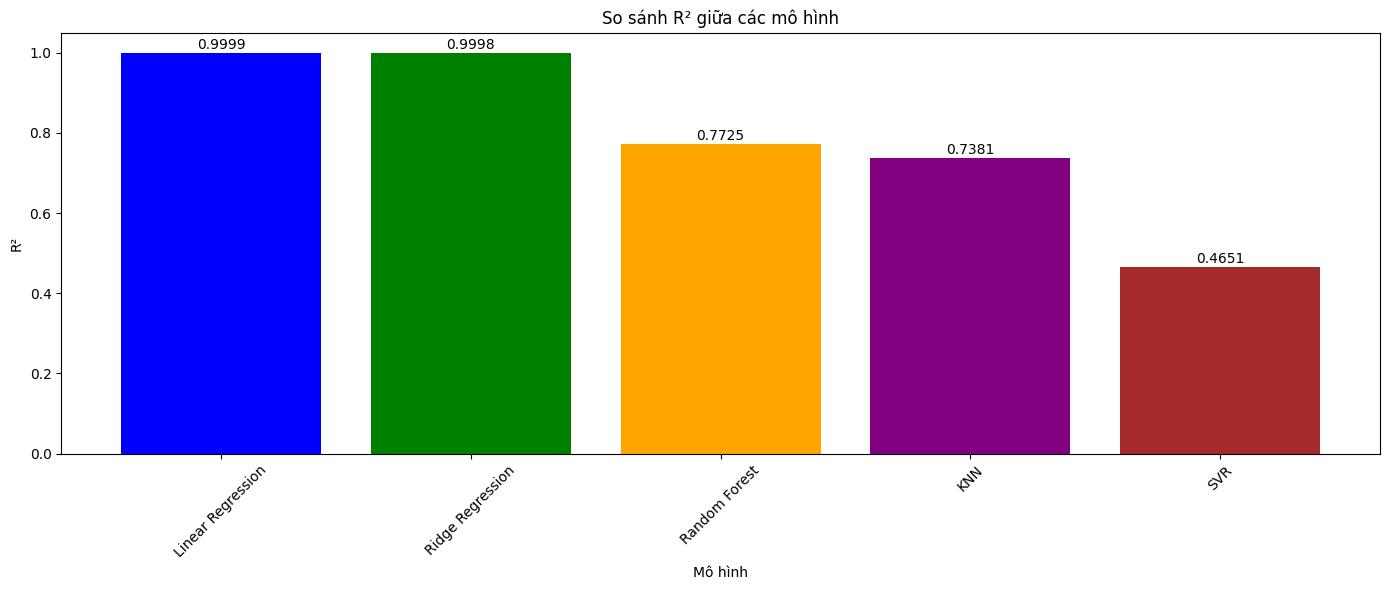 So sánh R² giữa các mô hình
R²
1.0
0.8
0.6
0.4
0.2
0.0
0.9999
0.9998
0.7725
0.7381
0.4651
Linear Regression
Ridge Regression
Random Forest
KNN
SVR
Mô hình